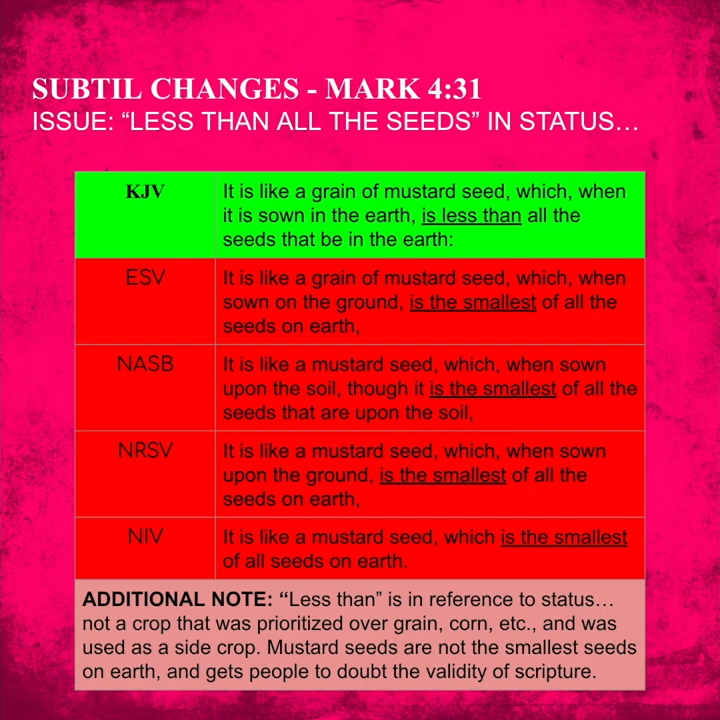 SUBTIL CHANGES - MARK 4:31
ISSUE: “LESS THAN ALL THE SEEDS” IN STATUS…
KJV
It is like a grain of mustard seed, which, when
it is sown in the earth, is less than all the
seeds that be in the earth:
ESV
It is like a grain of mustard seed, which, when
sown on the ground, is the smallest of all the
seeds on earth,
NASB
It is like a mustard seed, which, when sown
upon the soil, though it is the smallest of all the
seeds that are upon the soil,
NRSV
It is like a mustard seed, which, when sown
upon the ground, is the smallest of all the
seeds on earth,
NIV
It is like a mustard seed, which is the smallest
of all seeds on earth.
ADDITIONAL NOTE: “Less than” is in reference to status…
not a crop that was prioritized over grain, corn, etc., and was
used as a side crop. Mustard seeds are not the smallest seeds
on earth, and gets people to doubt the validity of scripture.